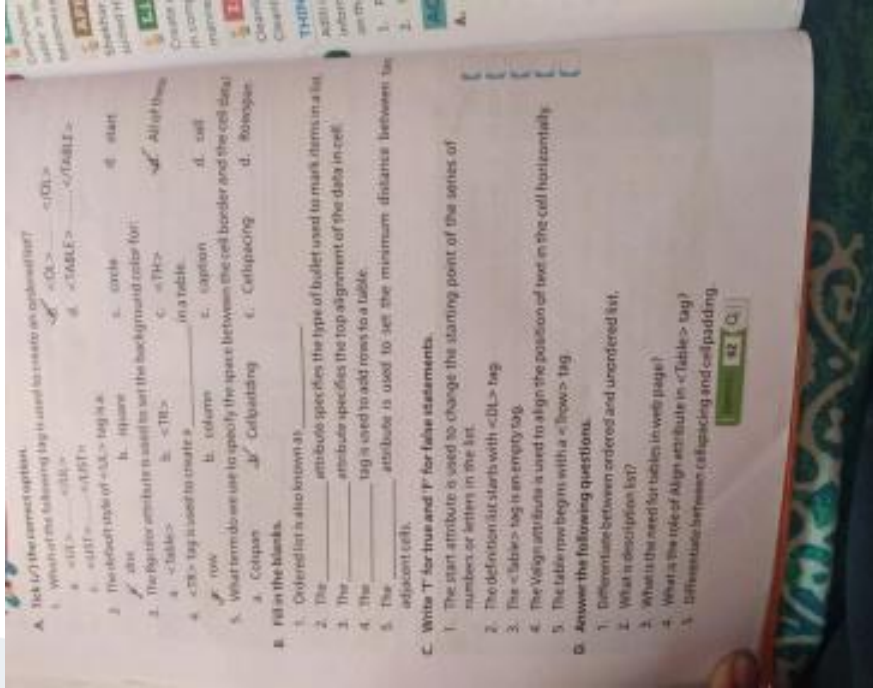 A. Tick (✓) the correct option.
1. Which of the following tag is used to create an ordered list?
a. <UL> ____ </UL> b. <OL> ____ </OL>
c. <LIST> ____ </LIST> d. <TABLE> ____ </TABLE>
2. The default style of <UL> tag is a:
a. disc b. square c. circle d. start
3. The Bgcolor attribute is used to set the background color for:
a. <Table> b. <TR> c. <TH> d. All of these
4. <TR> tag is used to create a ____ in a table.
a. row b. column c. caption d. cell
5. What term do we use to specify the space between the cell border and the cell data?
a. Colspan b. Cellpadding c. Cellspacing d. Rowspan
B. Fill in the blanks.
1. Ordered list is also known as ____
2. The ____ attribute specifies the type of bullet used to mark items in a list.
3. The ____ attribute specifies the top alignment of the data in cell.
4. The ____ tag is used to add rows to a table.
5. The ____ attribute is used to set the minimum distance between
adjacent cells.
C. Write 'T' for true and 'F' for false statements.
1. The start attribute is used to change the starting point of the series of
numbers or letters in the list.
2. The definition list starts with <DL> tag.
3. The <Table> tag is an empty tag.
4. The Valign attribute is used to align the position of text in the cell horizontally.
5. The table row begins with a <Trow> tag.
D. Answer the following questions.
1. Differentiate between ordered and unordered list.
2. What is description list?
3. What is the need for tables in web page?
4. What is the role of Align attribute in <Table> tag?
5. Differentiate between cellspacing and cellpadding.
62